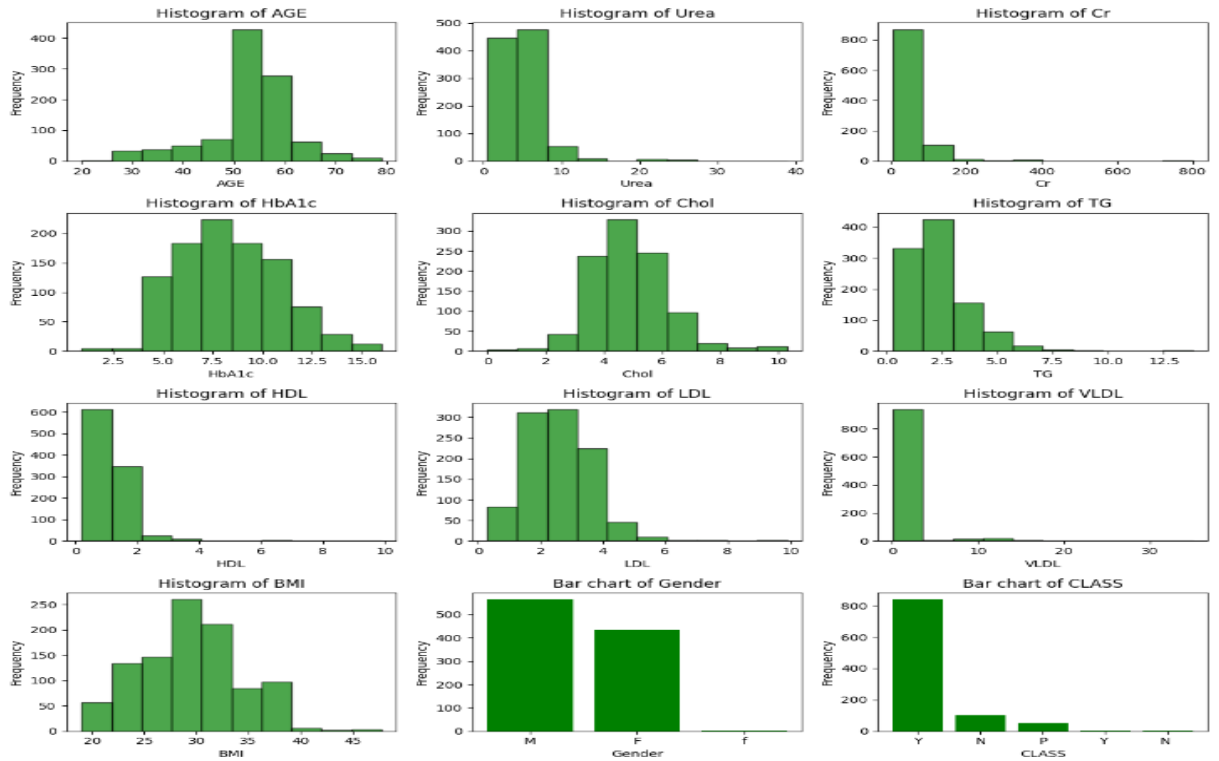 Histogram of AGE
Frequency
400
300
200
100
0
20 30 40 50 60 70 80
AGE
Histogram of Urea
Frequency
500
400
300
200
100
0
0 10 20 30 40
Urea
Histogram of Cr
Frequency
800
600
400
200
0
0 200 400 600 800
Cr
Histogram of HbA1c
Frequency
200
150
100
50
0
2.5 5.0 7.5 10.0 12.5 15.0
HbA1c
Histogram of Chol
Frequency
300
250
200
150
100
50
0
0 2 4 6 8 10
Chol
Histogram of TG
Frequency
400
300
200
100
0
0.0 2.5 5.0 7.5 10.0 12.5
TG
Histogram of HDL
Frequency
600
500
400
300
200
100
0
0 2 4 6 8 10
HDL
Histogram of LDL
Frequency
300
250
200
150
100
50
0
0 2 4 6 8 10
LDL
Histogram of VLDL
Frequency
800
600
400
200
0
0 10 20 30
VLDL
Histogram of BMI
Frequency
250
200
150
100
50
0
20 25 30 35 40 45
BMI
Bar chart of Gender
Frequency
500
400
300
200
100
0
M F f
Gender
Bar chart of CLASS
Frequency
800
600
400
200
0
Y N P Y N
CLASS